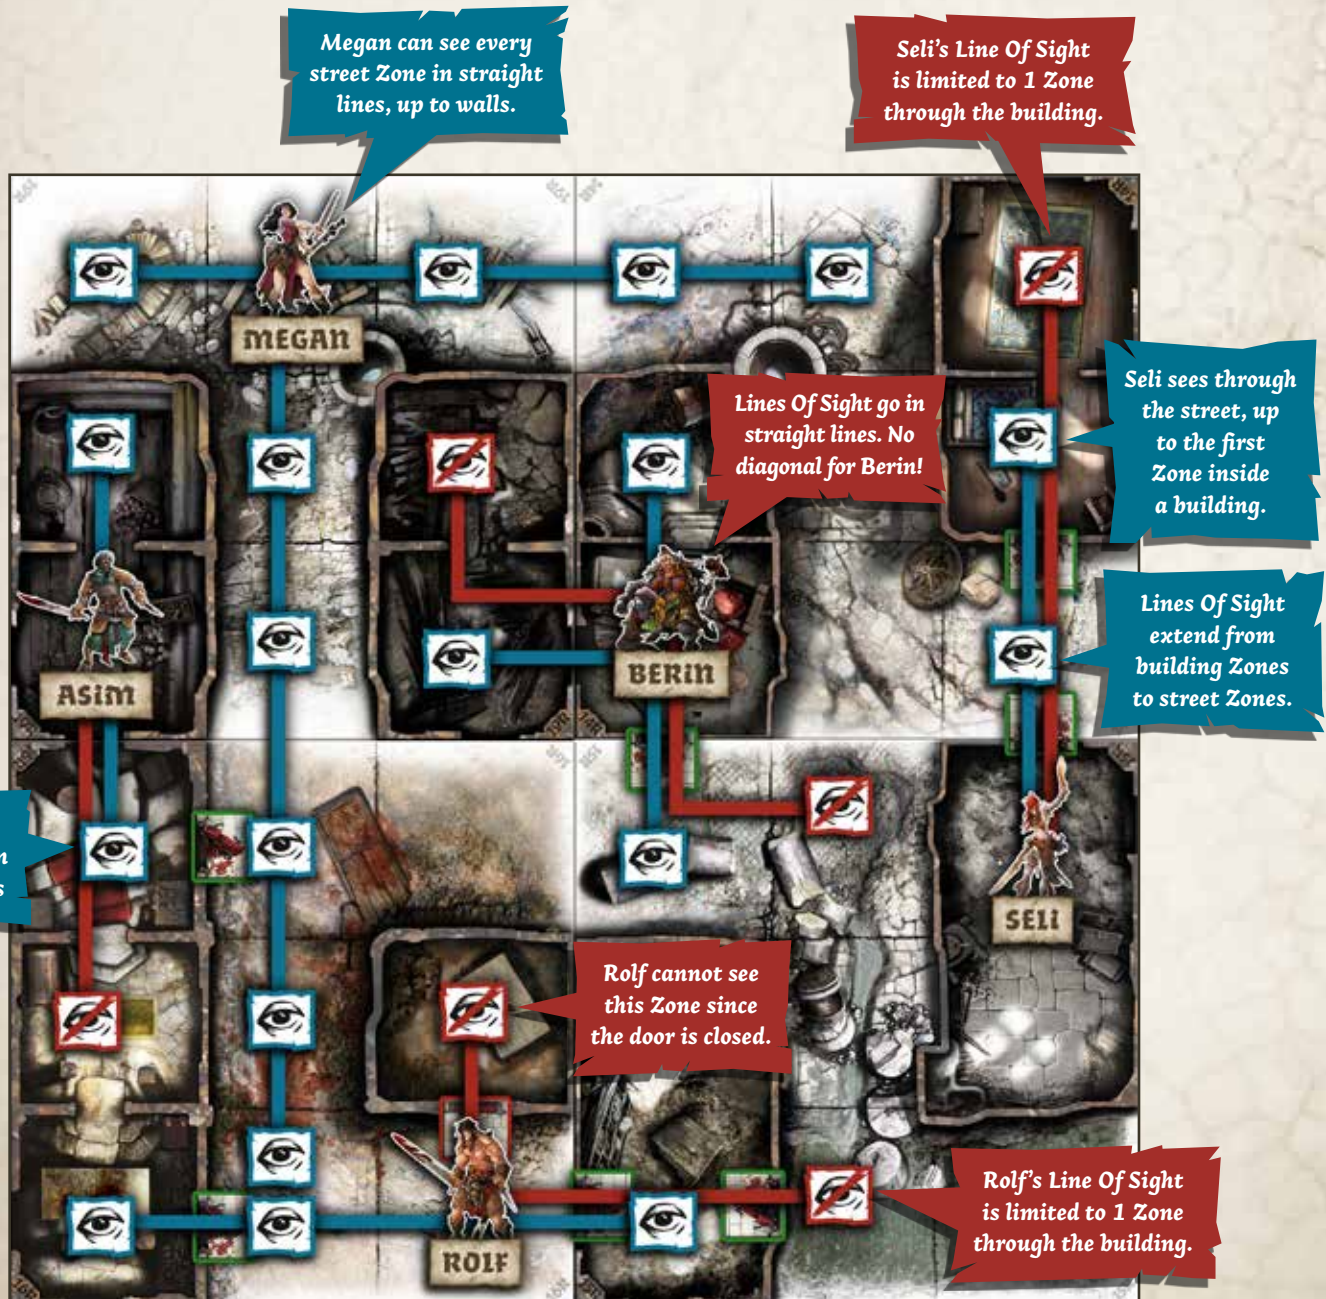 Megan can see every
street Zone in straight
lines, up to walls.
Seli's Line Of Sight
is limited to 1 Zone
through the building.
MEGAN
Lines Of Sight go in
straight lines. No
diagonal for Berin!
Seli sees through
the street, up
to the first
Zone inside
a building.
ASIM
BERIN
Lines Of Sight
extend from
building Zones
to street Zones.
SELI
Rolf cannot see
this Zone since
the door is closed.
ROLF
Rolf's Line Of Sight
is limited to 1 Zone
through the building.